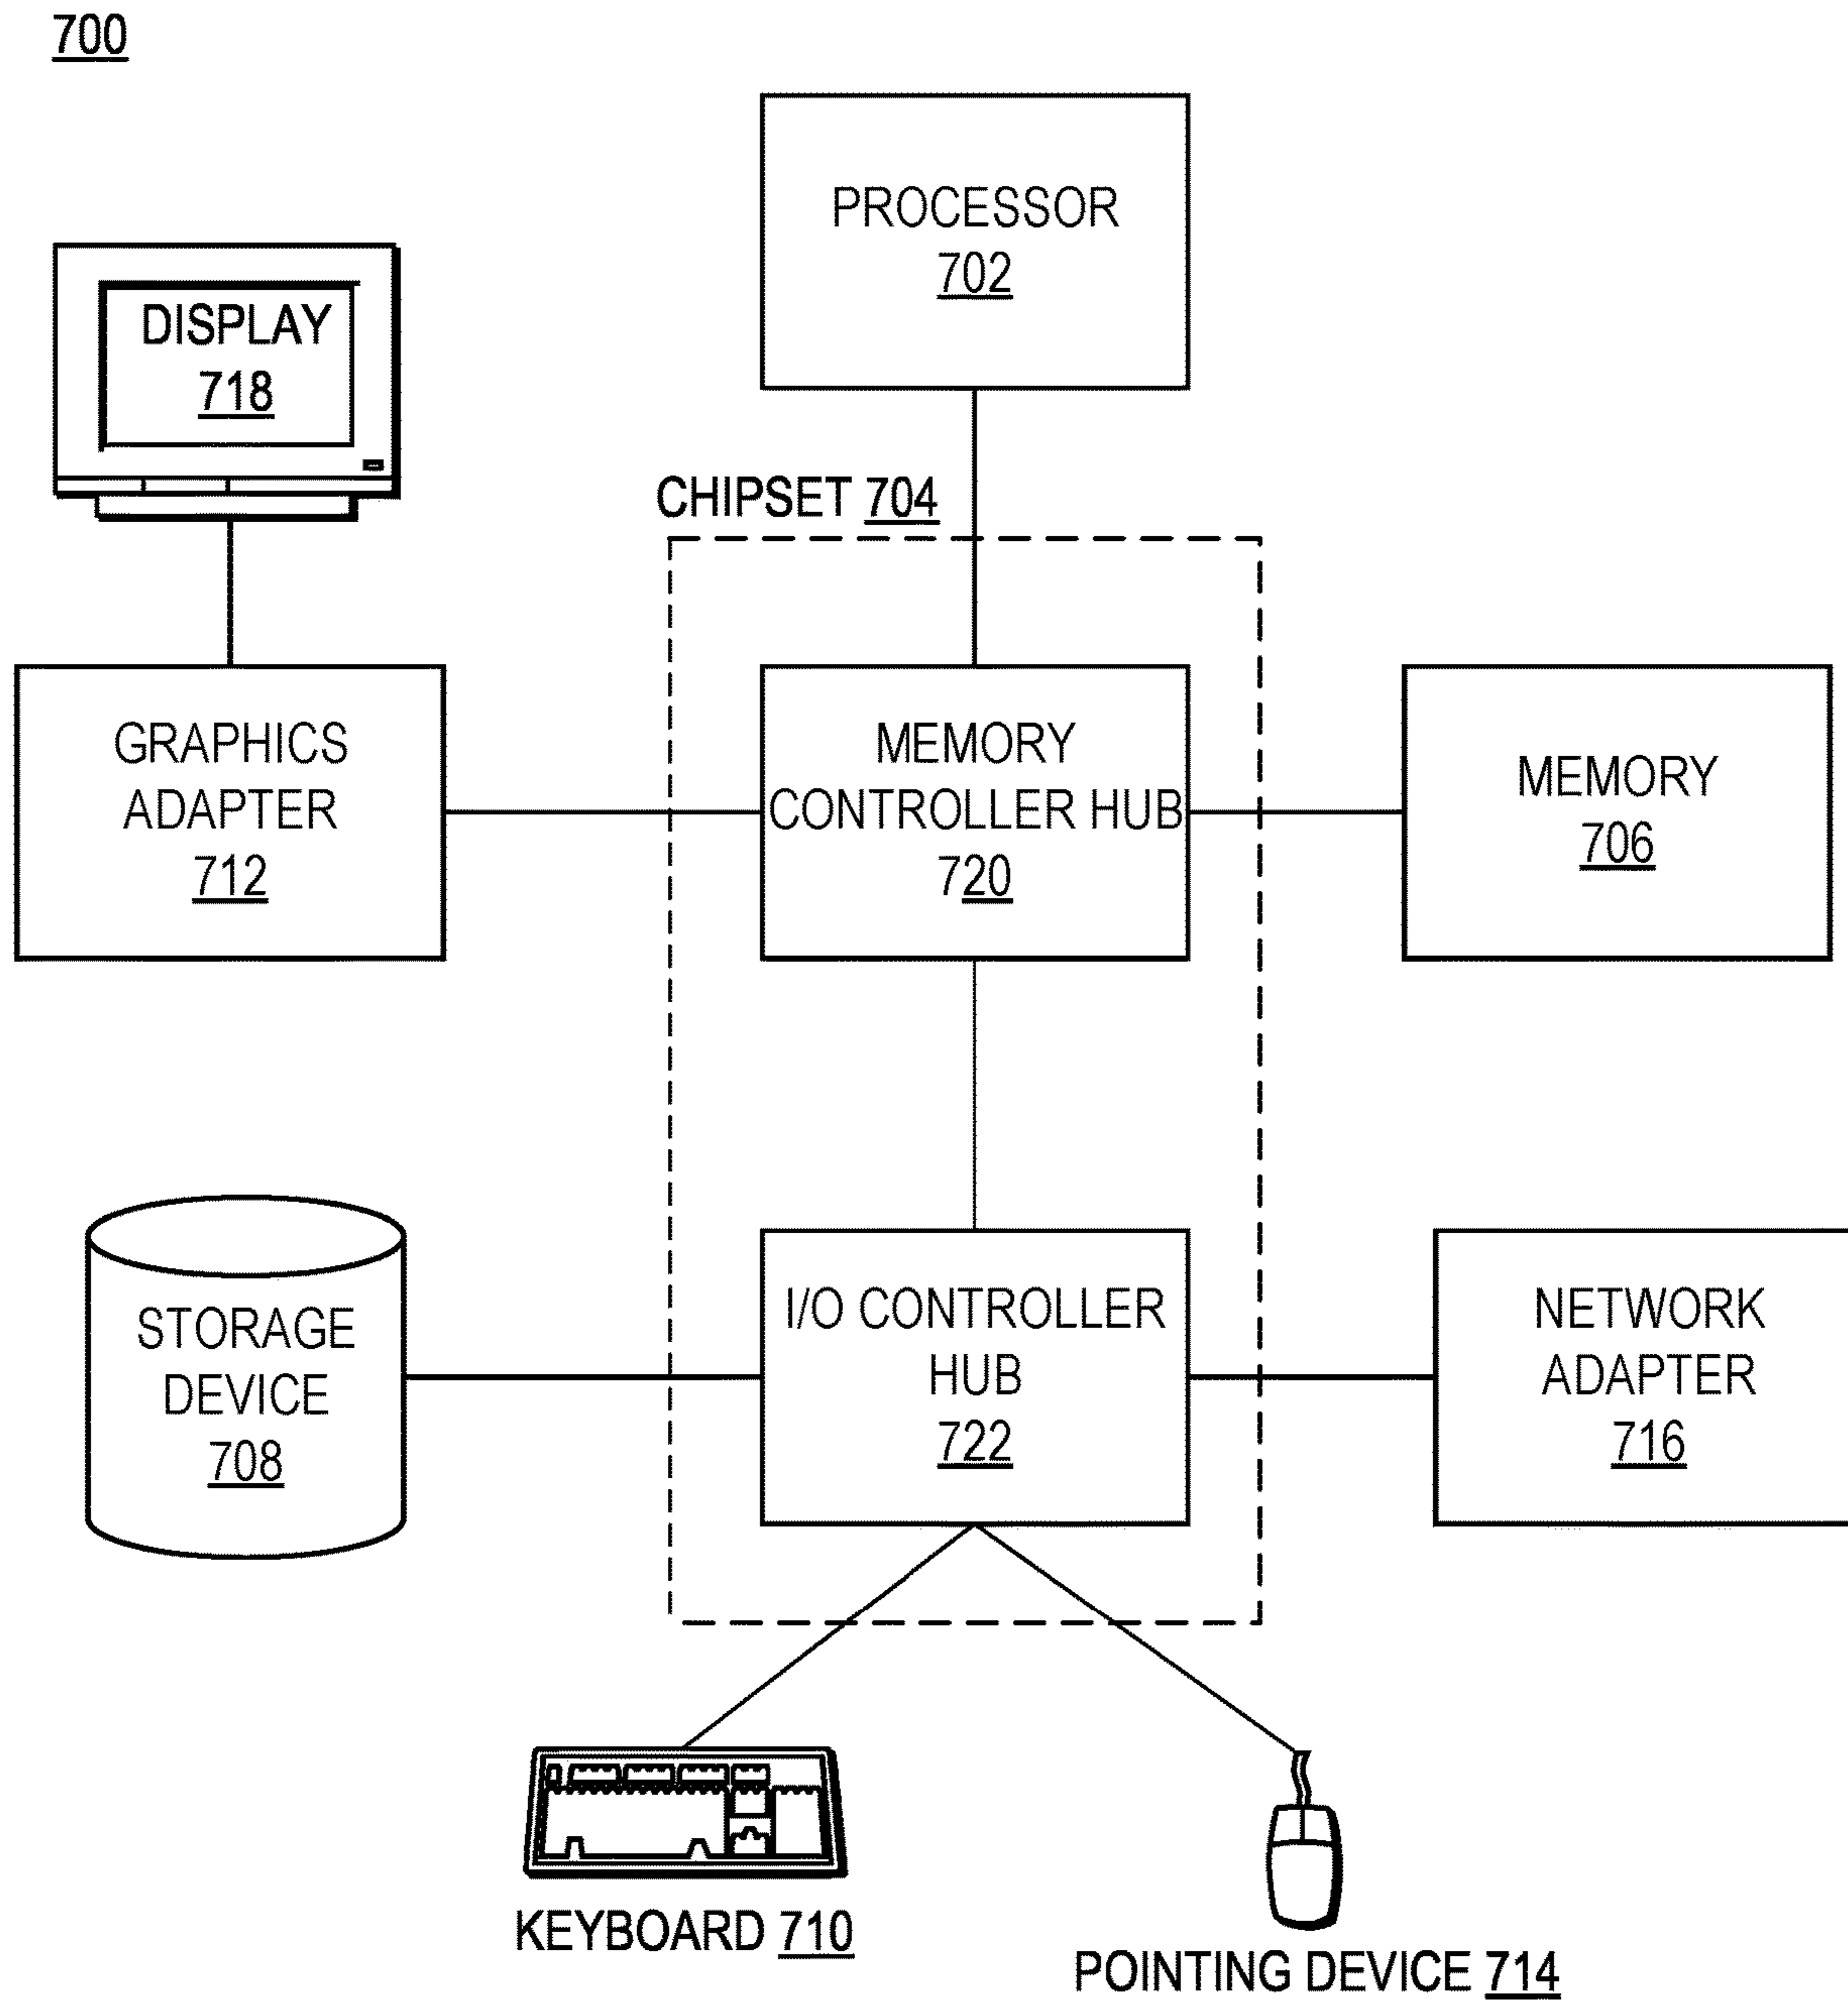 700
PROCESSOR
702
DISPLAY
718
CHIPSET 704
GRAPHICS
ADAPTER
712
MEMORY
CONTROLLER HUB
720
MEMORY
706
STORAGE
DEVICE
708
I/O CONTROLLER
HUB
722
NETWORK
ADAPTER
716
KEYBOARD 710
POINTING DEVICE 714